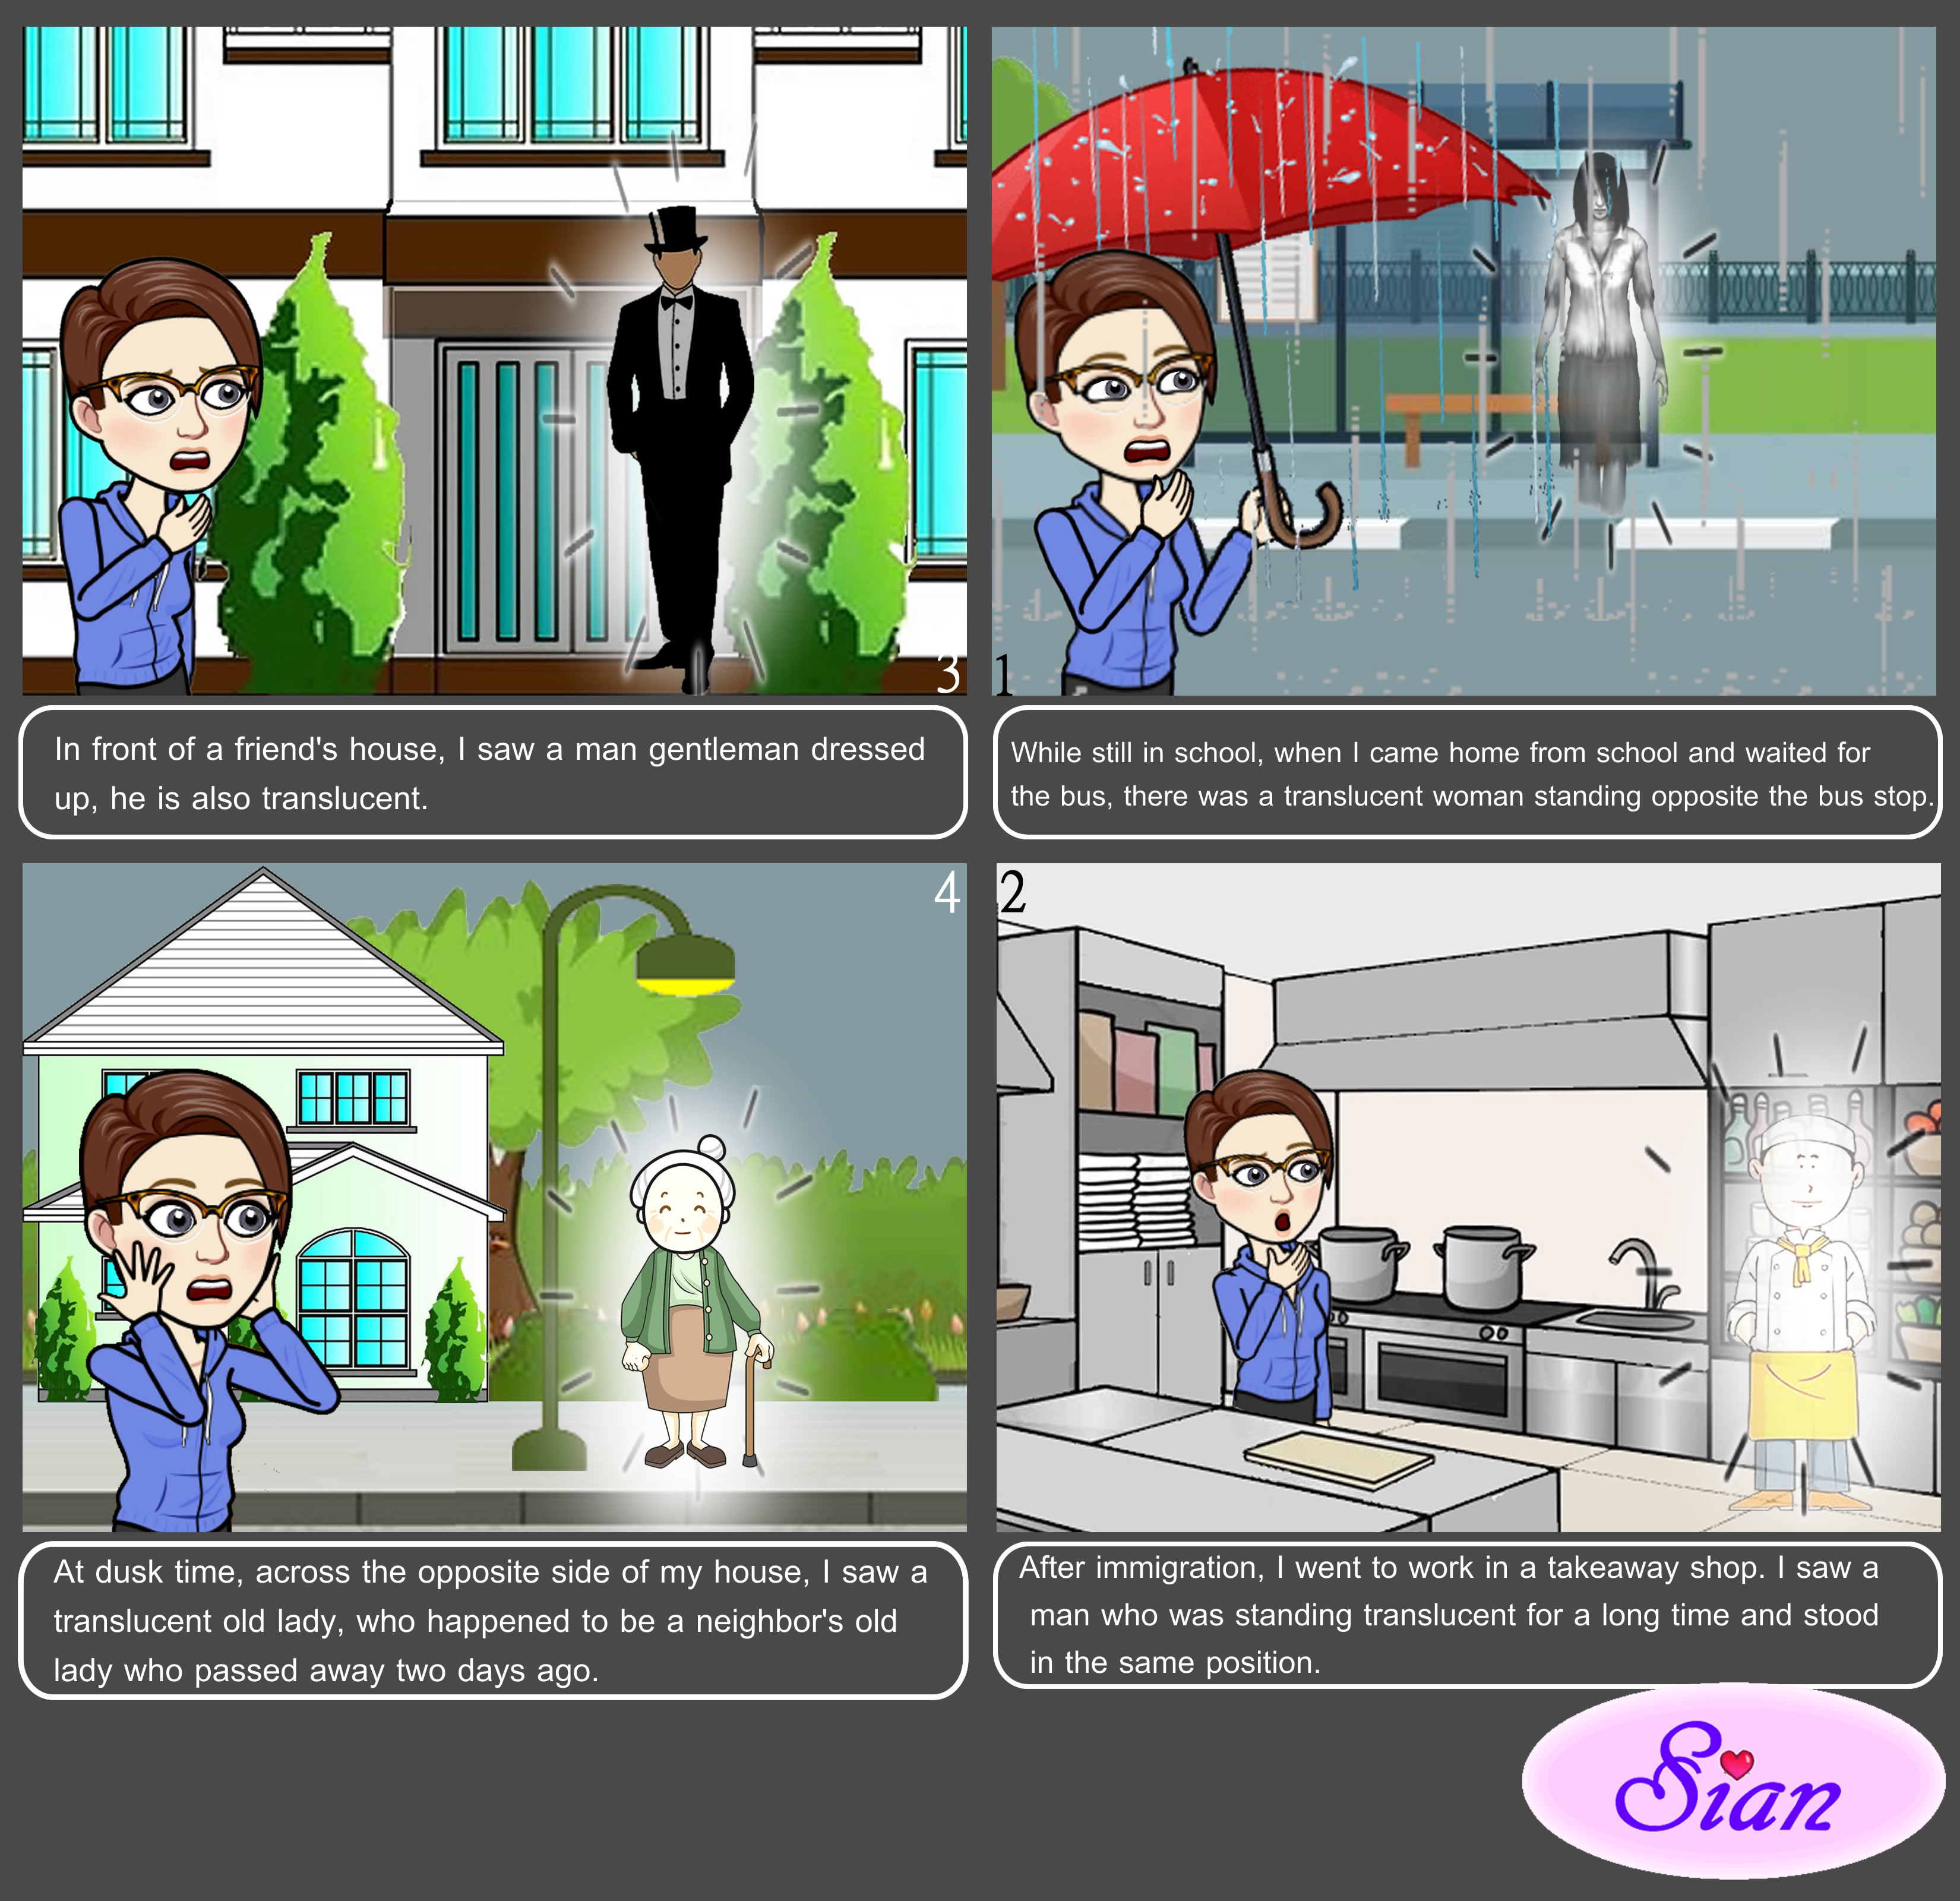 1
While still in school, when I came home from school and waited for
the bus, there was a translucent woman standing opposite the bus stop.
2
After immigration, I went to work in a takeaway shop. I saw a
man who was standing translucent for a long time and stood
in the same position.
3
In front of a friend's house, I saw a man gentleman dressed
up, he is also translucent.
4
At dusk time, across the opposite side of my house, I saw a
translucent old lady, who happened to be a neighbor's old
lady who passed away two days ago.
Sian